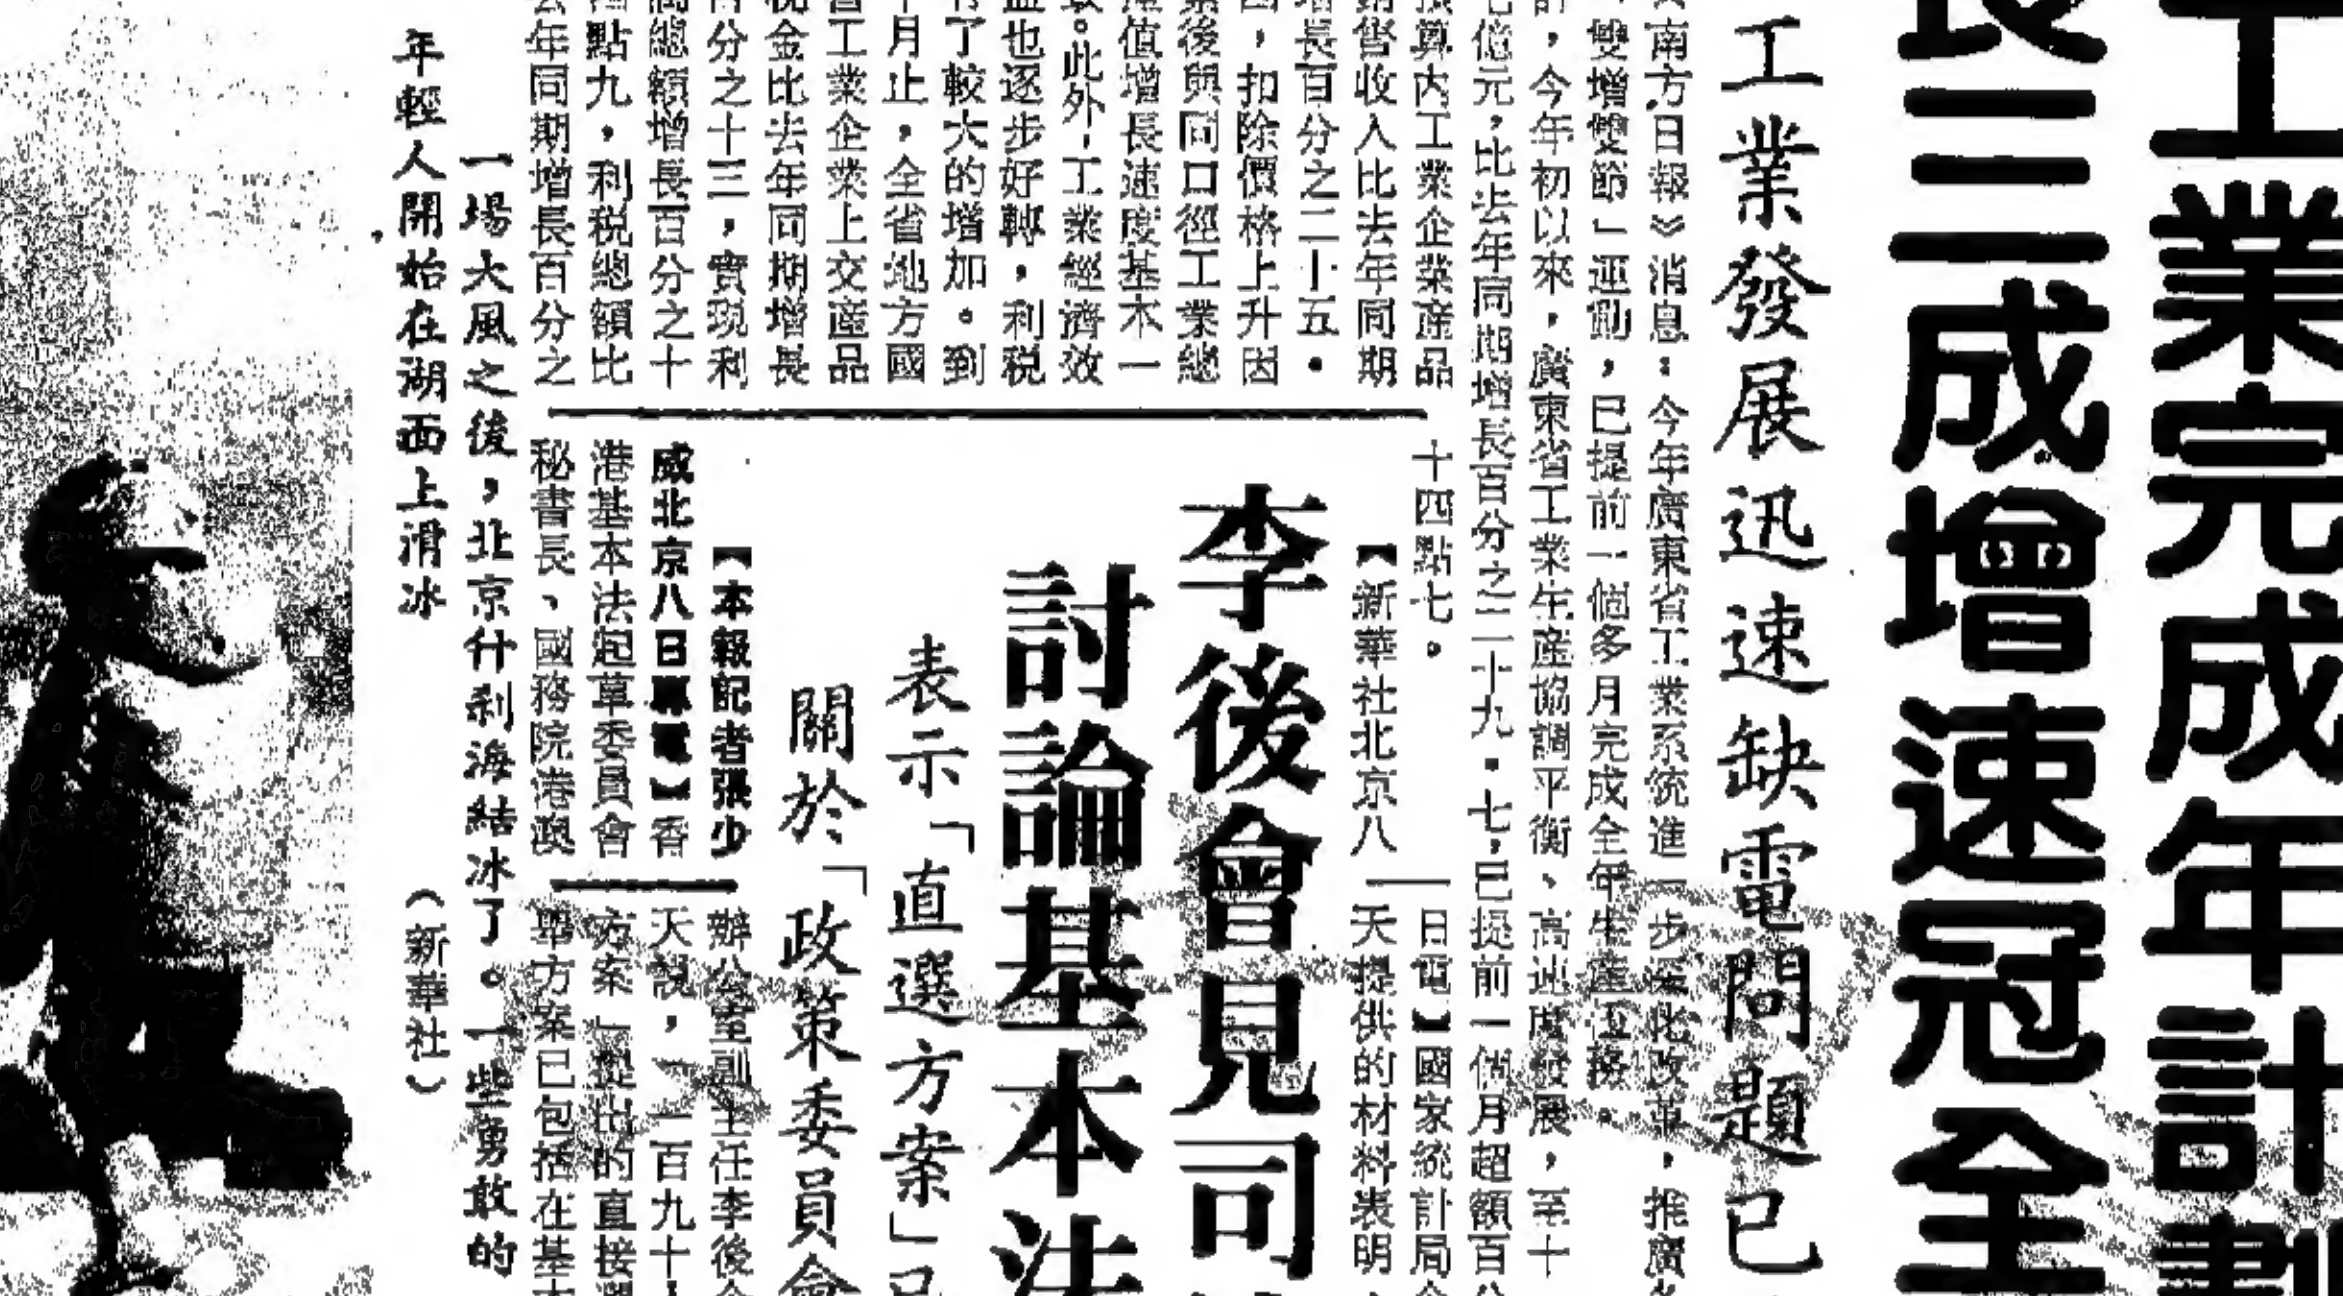 工業完成年計劃
長三成增速冠全
工業發展迅速缺電問題已
南方日報》消息：今年廣東省工業系統進一步深化改革，推廣
雙增雙節」運動，已提前一個多月完成全年生產任務。
，今年初以來，廣東省工業生産協調平衡、高速度發展，至十
億元，比去年同期增長百分之二十九．七，已提前一個月超額百分
預算内工業企業産品
銷售收入比去年同期
增長百分之二十五．
四，扣除價格上升因
素後與同口徑工業總
産值增長速度基本一
致。此外，工業經濟效
益也逐步好轉，利税
有了較大的增加。到
十月止，全省地方國
營工業企業上交産品
税金比去年同期增長
百分之十三，實現利
潤總額增長百分之十
四點九，利税總額比
去年同期增長百分之
十四點七。
【新華社北京八
日電】國家統計局今
天提供的材料表明
李後會見司
討論基本法
表示「直選方案」已
關於「政策委員會
【本報記者張少
威北京八日專電】香
港基本法起草委員會
秘書長、國務院港澳
辦公室副主任李後今
天説，一百九十人
方案」提出的直接選
舉方案已包括在基本
一場大風之後，北京什刹海結冰了。一些勇敢的
年輕人開始在湖面上滑冰
（新華社）